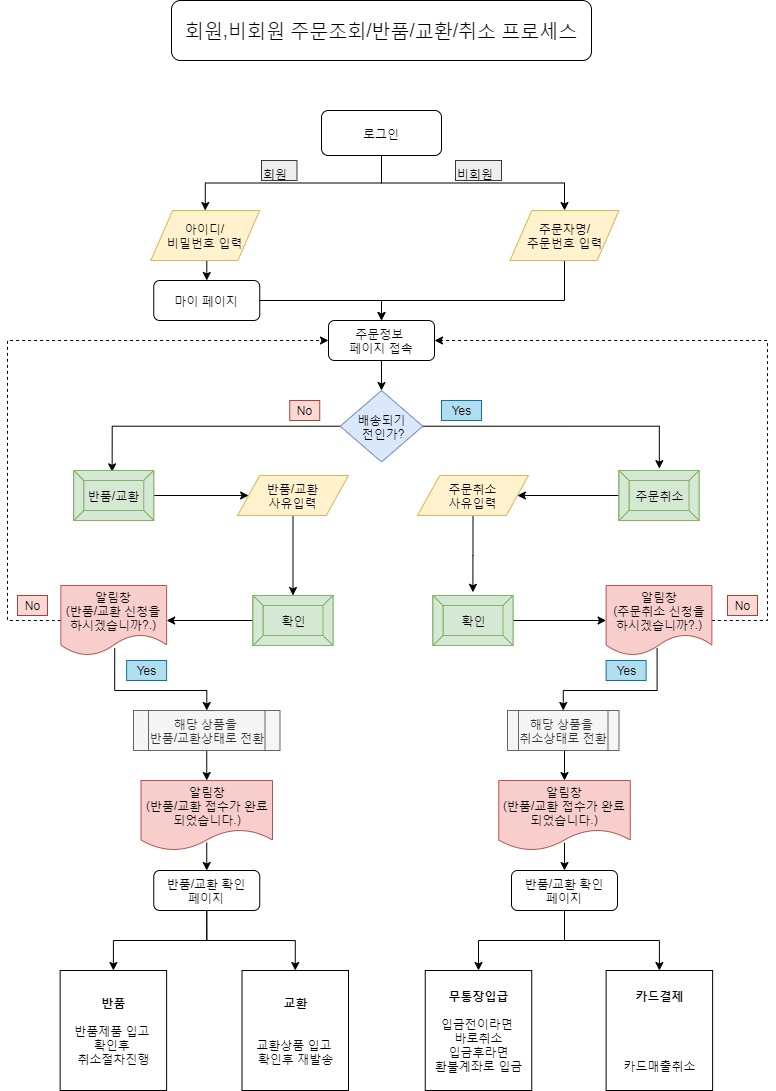 회원,비회원 주문조회/반품/교환/취소 프로세스
로그인
회원
비회원
아이디/
비밀번호 입력
주문자명/
주문번호 입력
마이 페이지
주문정보
페이지 접속
No
배송되기
전인가?
Yes
반품/교환
반품/교환
사유입력
주문취소
사유입력
주문취소
No
알림창
(반품/교환 신청을
하시겠습니까?.)
확인
확인
알림창
(주문취소 신청을
하시겠습니까?.)
No
Yes
Yes
해당 상품을
반품/교환상태로 전환
해당 상품을
취소상태로 전환
알림창
(반품/교환 접수가 완료
되었습니다.)
알림창
(반품/교환 접수가 완료
되었습니다.)
반품/교환 확인
페이지
반품/교환 확인
페이지
반품
반품제품 입고
확인후
취소절차진행
교환
교환상품 입고
확인후 재발송
무통장입급
입금전이라면
바로취소
입금후라면
환불계좌로 입금
카드결제
카드매출취소